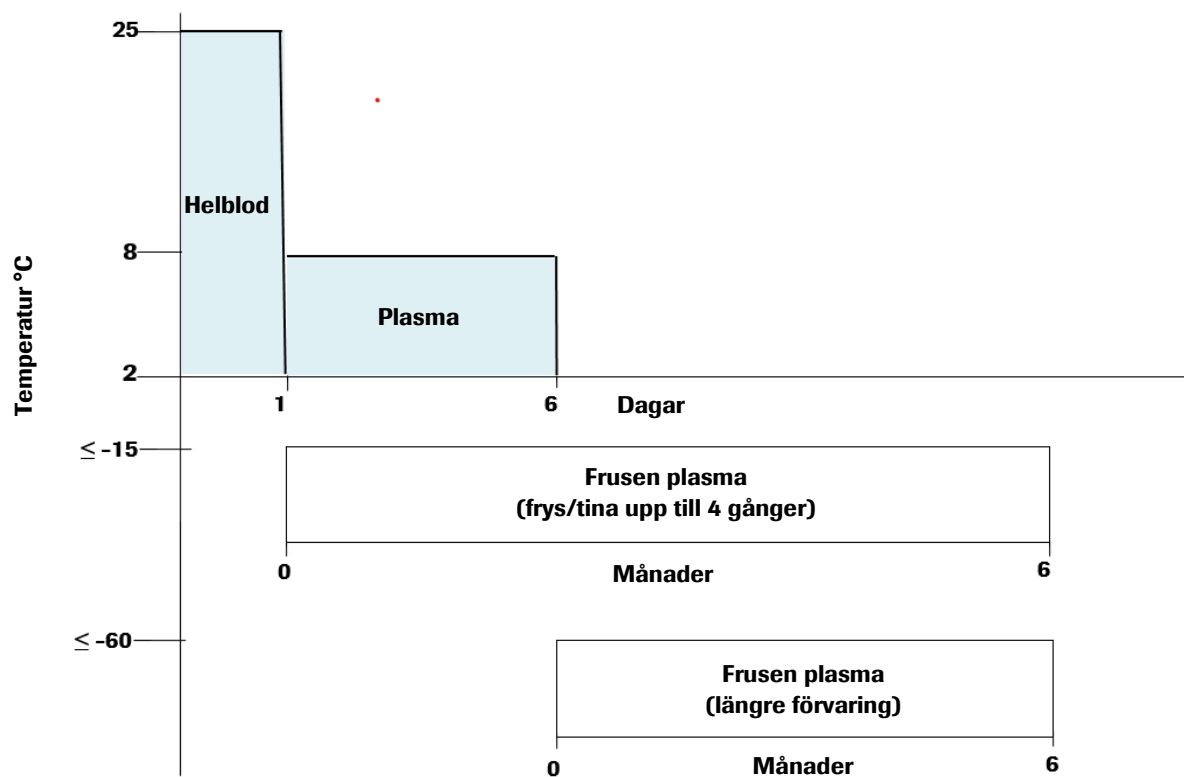 25
Helblod
8
Plasma
Temperatur °C
2
1
6
Dagar
≤ -15
Frusen plasma
(frys/tina upp till 4 gånger)
0
Månader
6
≤ -60
Frusen plasma
(längre förvaring)
0
Månader
6